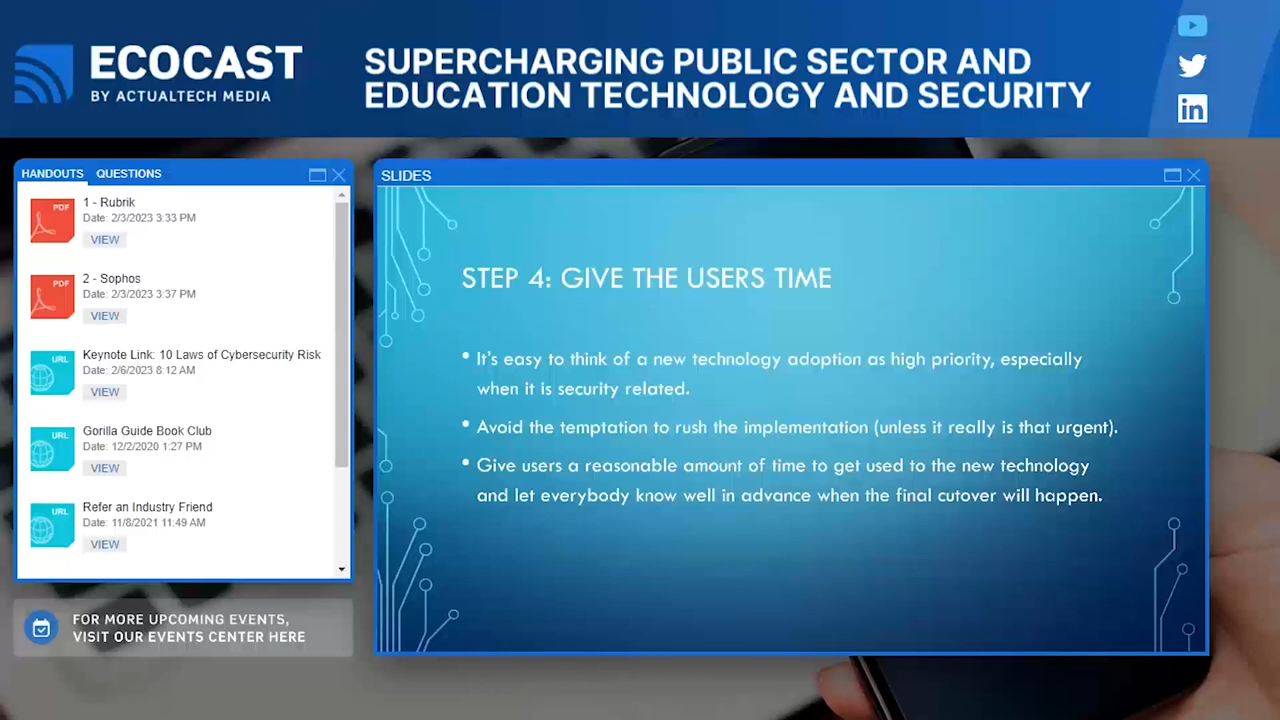 ECOCAST
BY ACTUALTECH MEDIA
SUPERCHARGING PUBLIC SECTOR AND
EDUCATION TECHNOLOGY AND SECURITY
in
HANDOUTS QUESTIONS
PDF
1 - Rubrik
Date: 2/3/2023 3:33 PM
VIEW
PDF
2 - Sophos
Date: 2/3/2023 3:37 PM
VIEW
URL
Keynote Link: 10 Laws of Cybersecurity Risk
Date: 2/6/2023 8:12 AM
VIEW
URL
Gorilla Guide Book Club
Date: 12/2/2020 1:27 PM
VIEW
URL
Refer an Industry Friend
Date: 11/8/2021 11:49 AM
VIEW
FOR MORE UPCOMING EVENTS,
VISIT OUR EVENTS CENTER HERE
SLIDES
STEP 4: GIVE THE USERS TIME
• It's easy to think of a new technology adoption as high priority, especially
when it is security related.
• Avoid the temptation to rush the implementation (unless it really is that urgent).
• Give users a reasonable amount of time to get used to the new technology
and let everybody know well in advance when the final cutover will happen.